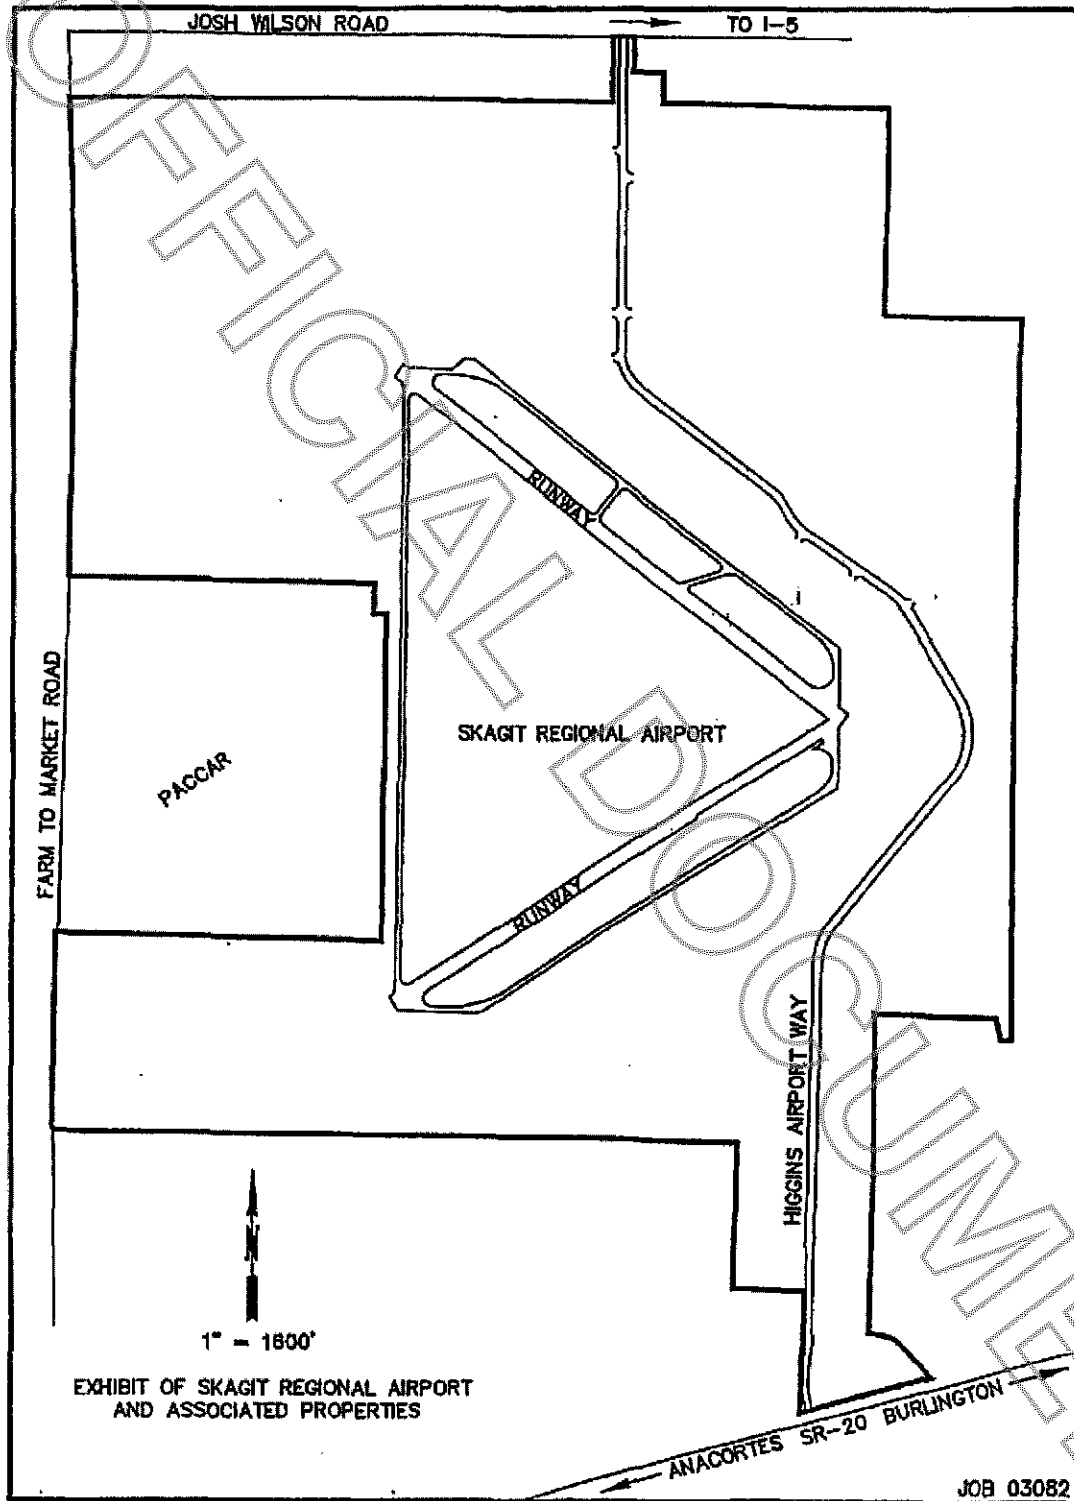 JOSH WILSON ROAD
TO I-5
RUNWAY
SKAGIT REGIONAL AIRPORT
FARM TO MARKET ROAD
PACCAR
RUNWAY
HIGGINS AIRPORT WAY
N
1" = 1600'
EXHIBIT OF SKAGIT REGIONAL AIRPORT
AND ASSOCIATED PROPERTIES
ANACORTES SR-20 BURLINGTON
JOB 03082
OFFICIAL DOCUME